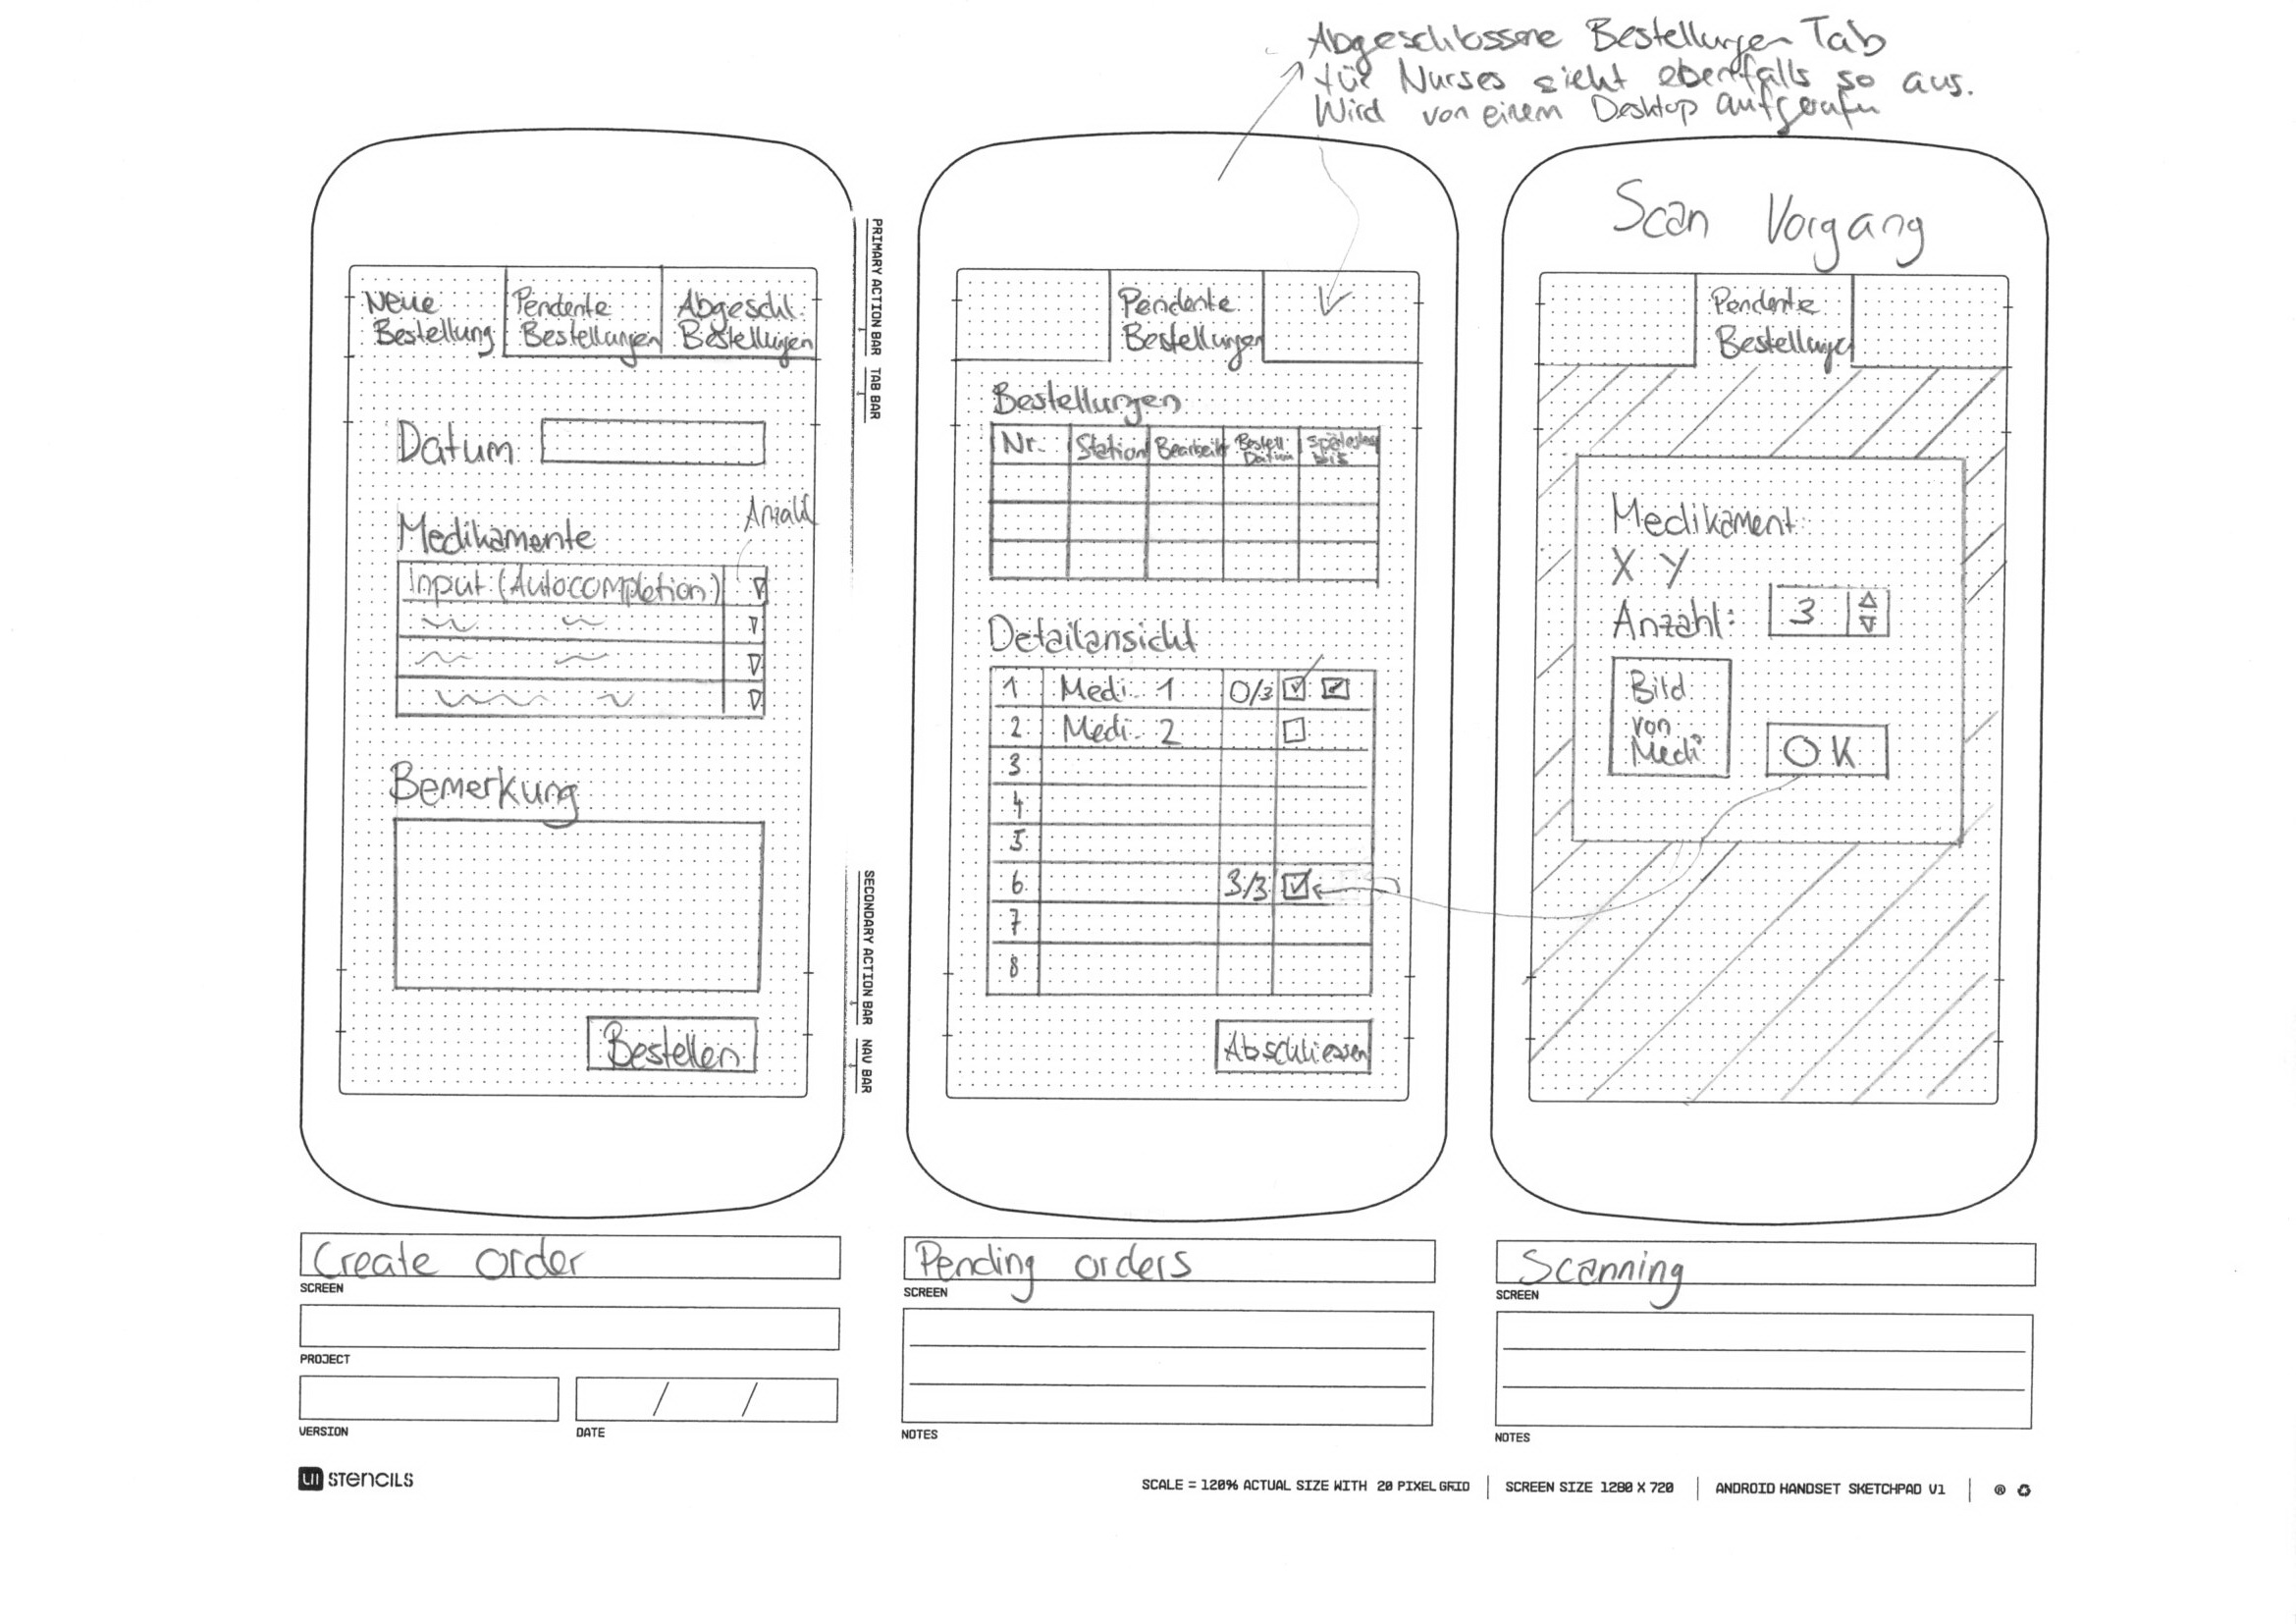 Abgeschlossene Bestellungen Tab
für Nurses sieht ebenfalls so aus.
Wird von einem Desktop aufgerufen
Neue
Bestellung
Pendente
Bestellungen
Abgeschl.
Bestellungen
Datum
Anzahl
Medikamente
Input (Autocompletion)
Bemerkung
Bestellen
PRIMARY ACTION BAR
TAB BAR
SECONDARY ACTION BAR
NAV BAR
Pendente
Bestellungen
Bestellungen
Nr. Station Bearbeit Bestell Datum spätestens bis
Detailansicht
1 Medi. 1 0/3
2 Medi. 2
3
4
5
6 3/3
7
8
Abschliessen
Scan Vorgang
Pendente
Bestellungen
Medikament
X Y
Anzahl: 3
Bild
von
Medi
OK
Create order
SCREEN
PROJECT
VERSION
DATE / /
Pending orders
SCREEN
NOTES
Scanning
SCREEN
NOTES
UI STENCILS
SCALE = 120% ACTUAL SIZE WITH 20 PIXEL GRID | SCREEN SIZE 1280 X 720 | ANDROID HANDSET SKETCHPAD V1 | ®